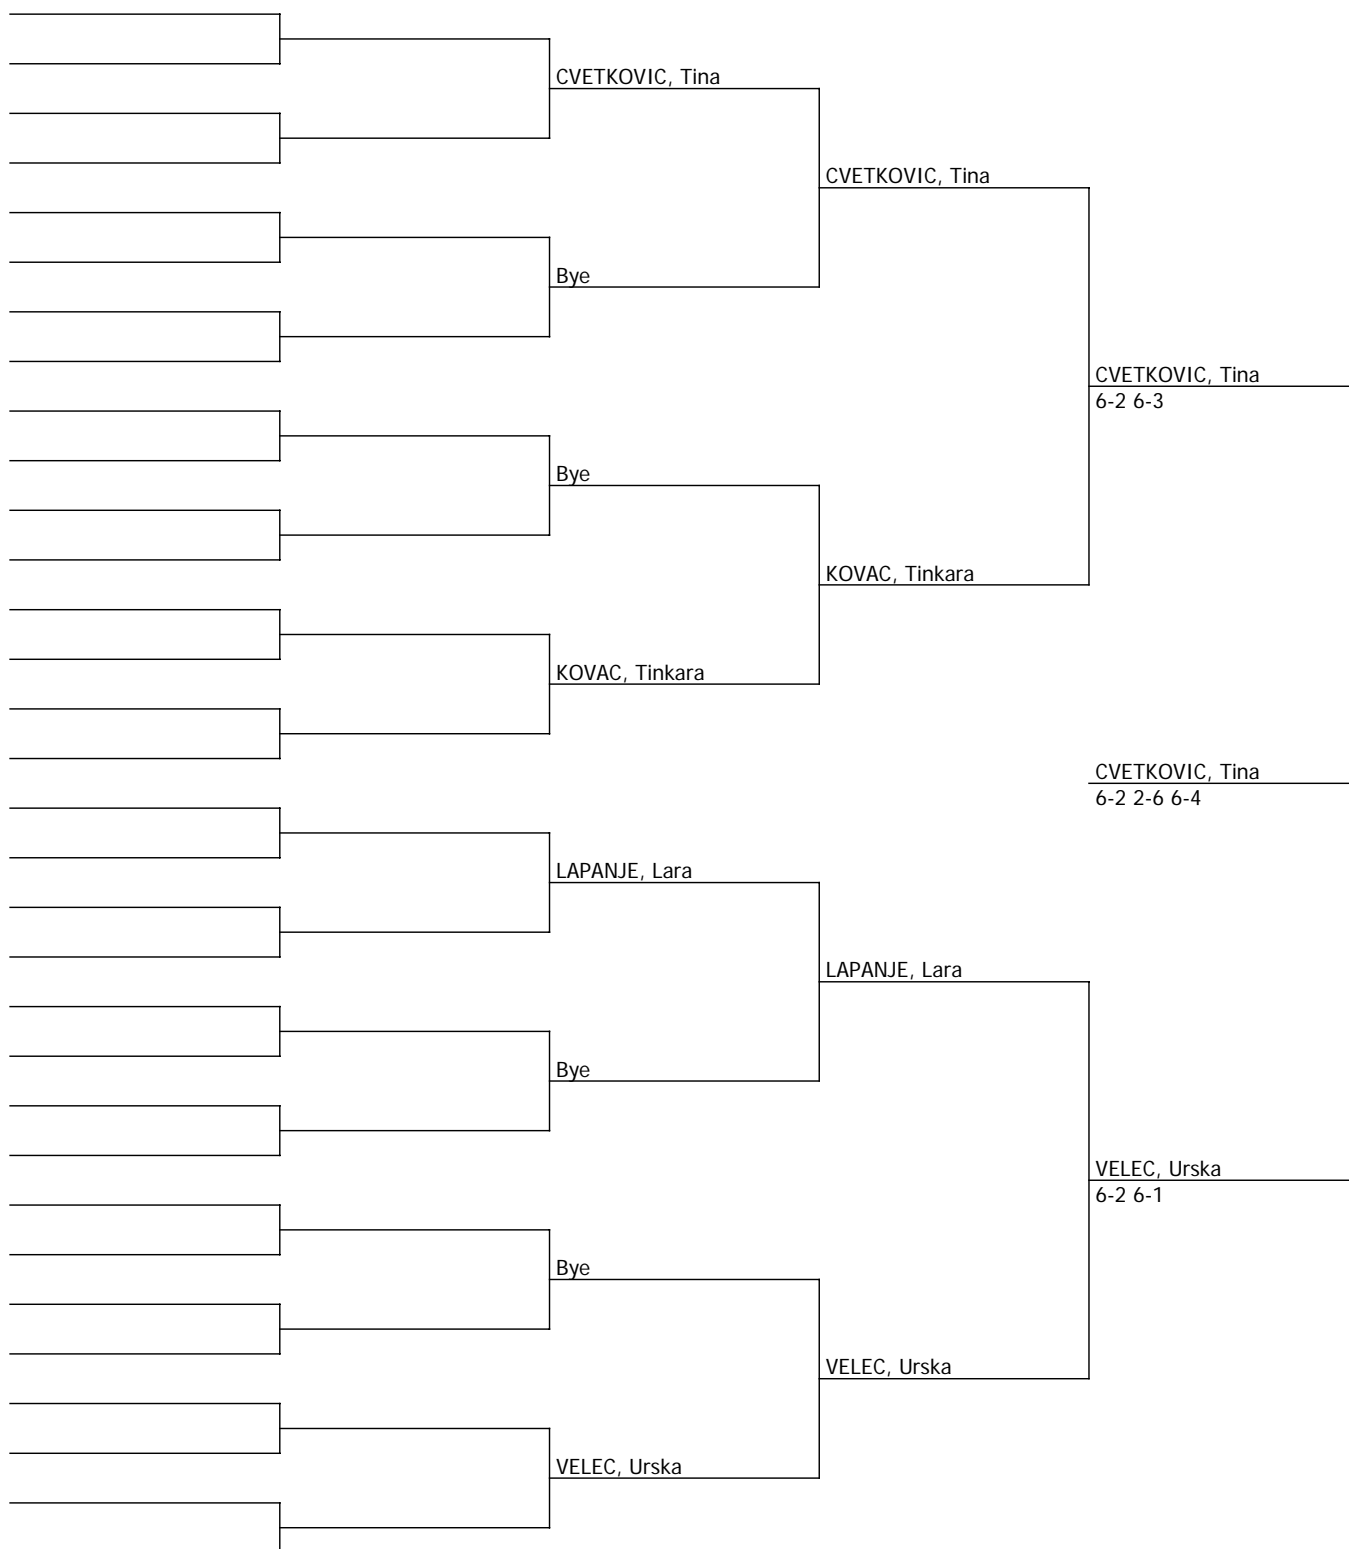 CVETKOVIC, Tina
CVETKOVIC, Tina
Bye
CVETKOVIC, Tina
6-2 6-3
Bye
KOVAC, Tinkara
KOVAC, Tinkara
CVETKOVIC, Tina
6-2 2-6 6-4
LAPANJE, Lara
LAPANJE, Lara
Bye
VELEC, Urska
6-2 6-1
Bye
VELEC, Urska
VELEC, Urska